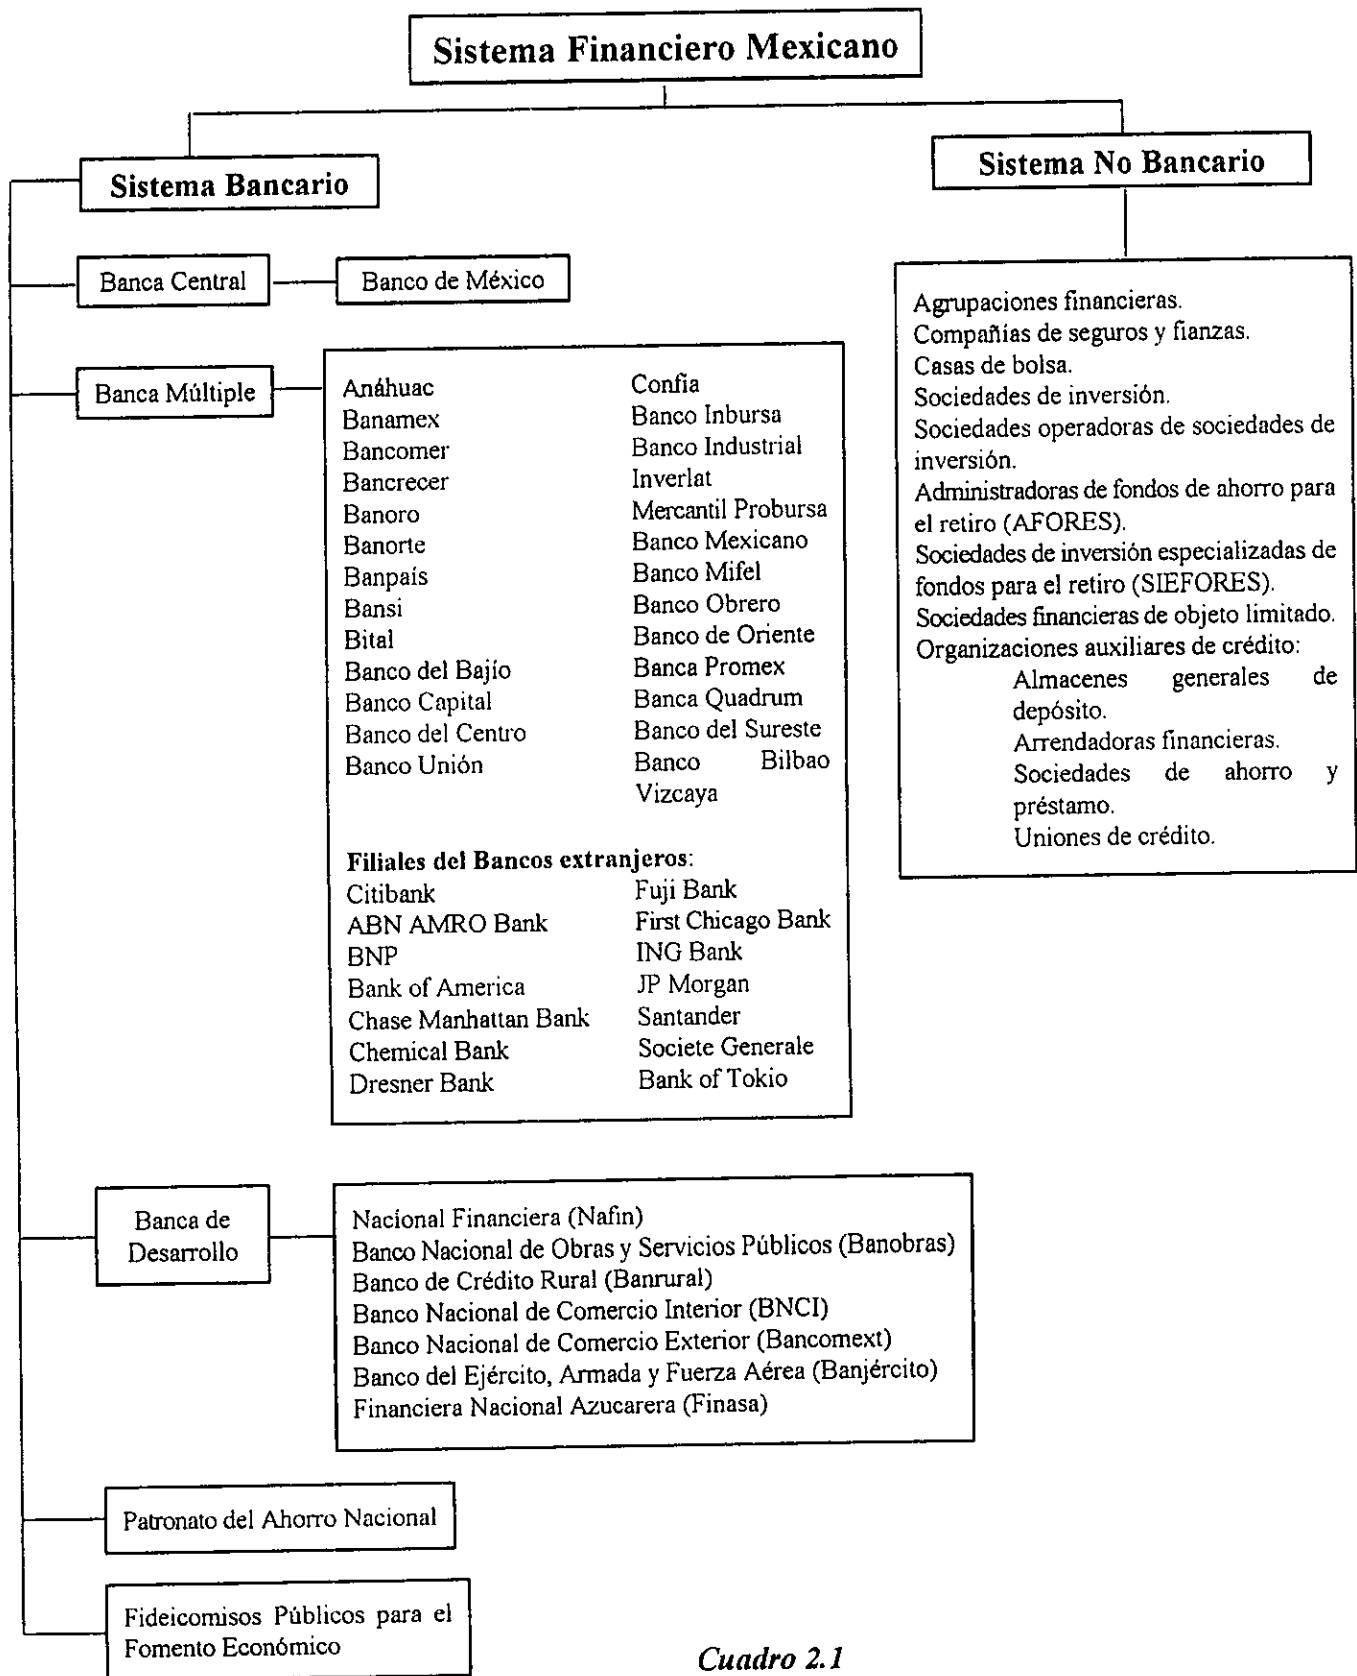 Sistema Financiero Mexicano
Sistema Bancario
Sistema No Bancario
Banca Central
Banco de México
Banca Múltiple
Anáhuac
Banamex
Bancomer
Bancrecer
Banoro
Banorte
Banpaís
Bansi
Bital
Banco del Bajío
Banco Capital
Banco del Centro
Banco Unión
Confia
Banco Inbursa
Banco Industrial
Inverlat
Mercantil Probursa
Banco Mexicano
Banco Mifel
Banco Obrero
Banco de Oriente
Banca Promex
Banca Quadrum
Banco del Sureste
Banco Bilbao
Vizcaya
Filiales del Bancos extranjeros:
Citibank
ABN AMRO Bank
BNP
Bank of America
Chase Manhattan Bank
Chemical Bank
Dresner Bank
Fuji Bank
First Chicago Bank
ING Bank
JP Morgan
Santander
Societe Generale
Bank of Tokio
Agrupaciones financieras.
Compañías de seguros y fianzas.
Casas de bolsa.
Sociedades de inversión.
Sociedades operadoras de sociedades de
inversión.
Administradoras de fondos de ahorro para
el retiro (AFORES).
Sociedades de inversión especializadas de
fondos para el retiro (SIEFORES).
Sociedades financieras de objeto limitado.
Organizaciones auxiliares de crédito:
Almacenes generales de
depósito.
Arrendadoras financieras.
Sociedades de ahorro y
préstamo.
Uniones de crédito.
Banca de
Desarrollo
Nacional Financiera (Nafin)
Banco Nacional de Obras y Servicios Públicos (Banobras)
Banco de Crédito Rural (Banrural)
Banco Nacional de Comercio Interior (BNCI)
Banco Nacional de Comercio Exterior (Bancomext)
Banco del Ejército, Armada y Fuerza Aérea (Banjército)
Financiera Nacional Azucarera (Finasa)
Patronato del Ahorro Nacional
Fideicomisos Públicos para el
Fomento Económico
Cuadro 2.1